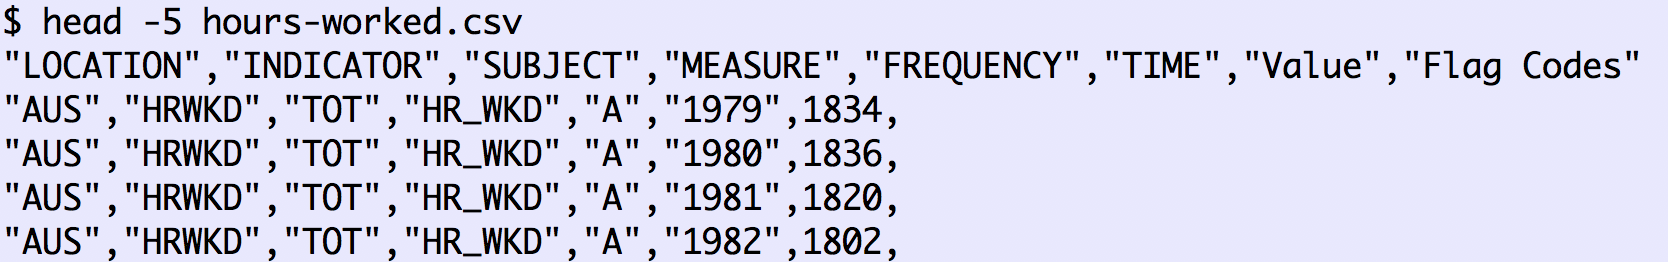 $ head -5 hours-worked.csv
"LOCATION","INDICATOR","SUBJECT","MEASURE","FREQUENCY","TIME","Value","Flag Codes"
"AUS","HRWKD","TOT","HR_WKD","A","1979",1834,
"AUS","HRWKD","TOT","HR_WKD","A","1980",1836,
"AUS","HRWKD","TOT","HR_WKD","A","1981",1820,
"AUS","HRWKD","TOT","HR_WKD","A","1982",1802,